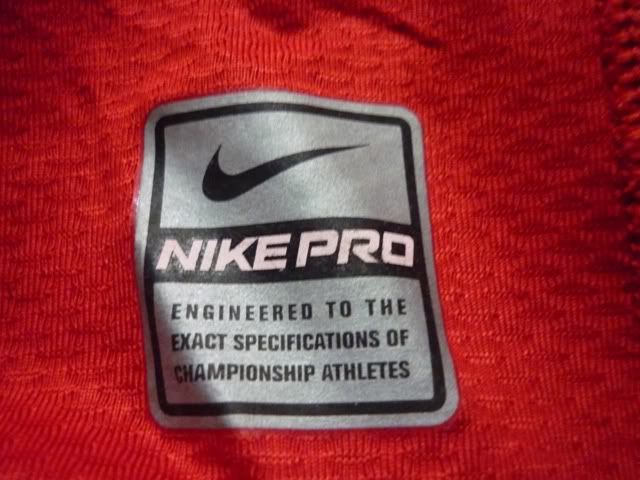 NIKE PRO
ENGINEERED TO THE
EXACT SPECIFICATIONS OF
CHAMPIONSHIP ATHLETES